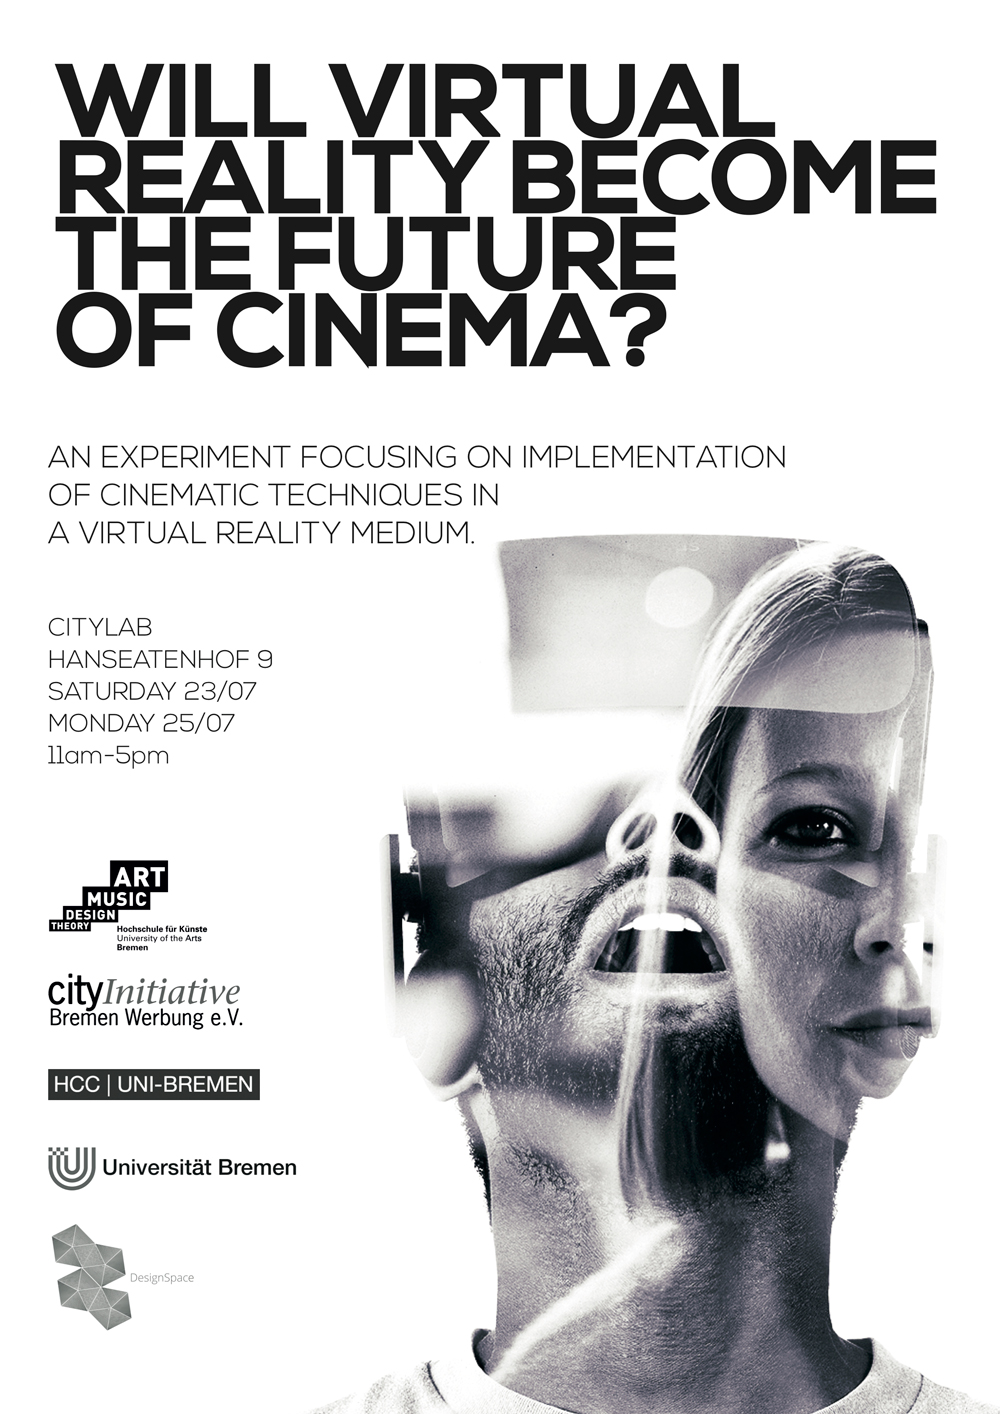 WILL VIRTUAL
REALITY BECOME
THE FUTURE
OF CINEMA?
AN EXPERIMENT FOCUSING ON IMPLEMENTATION
OF CINEMATIC TECHNIQUES IN
A VIRTUAL REALITY MEDIUM.
CITYLAB
HANSEATENHOF 9
SATURDAY 23/07
MONDAY 25/07
11am-5pm
ART
MUSIC
DESIGN
THEORY
Hochschule für Künste
University of the Arts
Bremen
cityInitiative
Bremen Werbung e.V.
HCC | UNI-BREMEN
Universität Bremen
DesignSpace